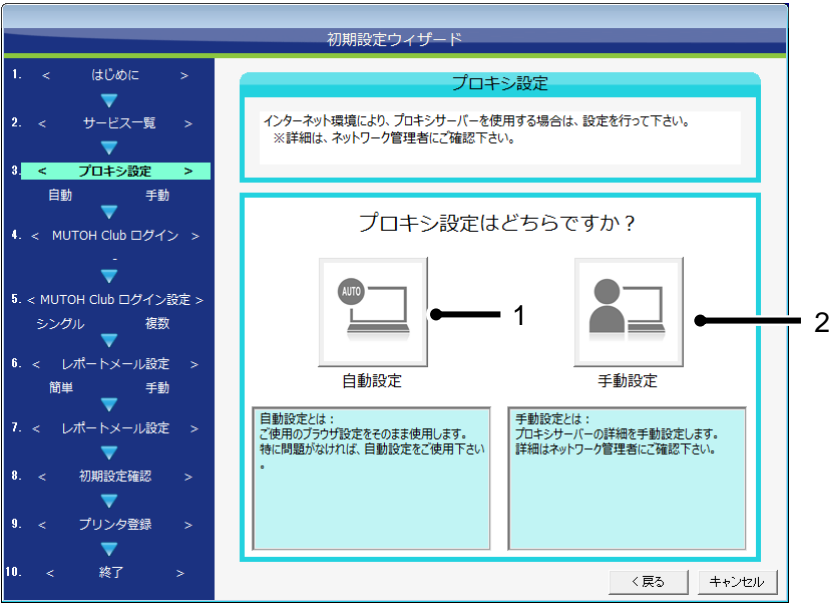 初期設定ウィザード
1. < はじめに >
2. < サービス一覧 >
3. < プロキシ設定 >
自動 手動
4. < MUTOH Club ログイン >
-
5. < MUTOH Club ログイン設定 >
シングル 複数
6. < レポートメール設定 >
簡単 手動
7. < レポートメール設定 >
8. < 初期設定確認 >
9. < プリンタ登録 >
10. < 終了 >
プロキシ設定
インターネット環境により、プロキシサーバーを使用する場合は、設定を行って下さい。
※詳細は、ネットワーク管理者にご確認下さい。
プロキシ設定はどちらですか？
AUTO
1
2
自動設定
手動設定
自動設定とは：
ご使用のブラウザ設定をそのまま使用します。
特に問題がなければ、自動設定をご使用下さい
。
手動設定とは：
プロキシサーバーの詳細を手動設定します。
詳細はネットワーク管理者にご確認下さい。
<戻る
キャンセル